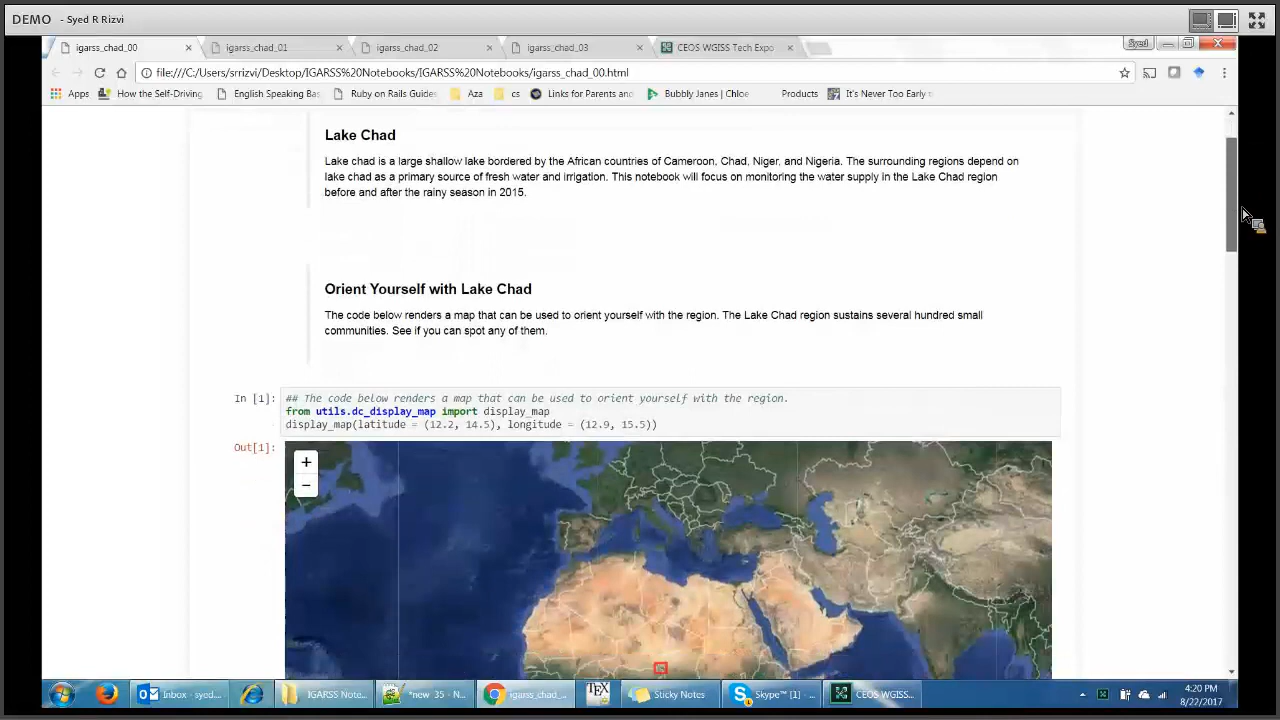 DEMO - Syed R Rizvi
igarss_chad_00
igarss_chad_01
igarss_chad_02
igarss_chad_03
CEOS WGISS Tech Expo
Syed
file:///C:/Users/srrizvi/Desktop/IGARSS%20Notebooks/IGARSS%20Notebooks/igarss_chad_00.html
Apps
How the Self-Driving
English Speaking Bas
Ruby on Rails Guides
Aza
cs
Links for Parents and
Bubbly Janes | Chloe
Products
It's Never Too Early
Lake Chad
Lake chad is a large shallow lake bordered by the African countries of Cameroon, Chad, Niger, and Nigeria. The surrounding regions depend on
lake chad as a primary source of fresh water and irrigation. This notebook will focus on monitoring the water supply in the Lake Chad region
before and after the rainy season in 2015.
Orient Yourself with Lake Chad
The code below renders a map that can be used to orient yourself with the region. The Lake Chad region sustains several hundred small
communities. See if you can spot any of them.
In [1]:
## The code below renders a map that can be used to orient yourself with the region.
from utils.dc_display_map import display_map
display_map(latitude = (12.2, 14.5), longitude = (12.9, 15.5))
Out[1]:
+
−
Inbox - syed...
IGARSS Note...
*new 35 - N...
igarss_chad_...
TEX
Sticky Notes
Skype™ [1] - ...
CEOS WGISS...
4:20 PM
8/22/2017